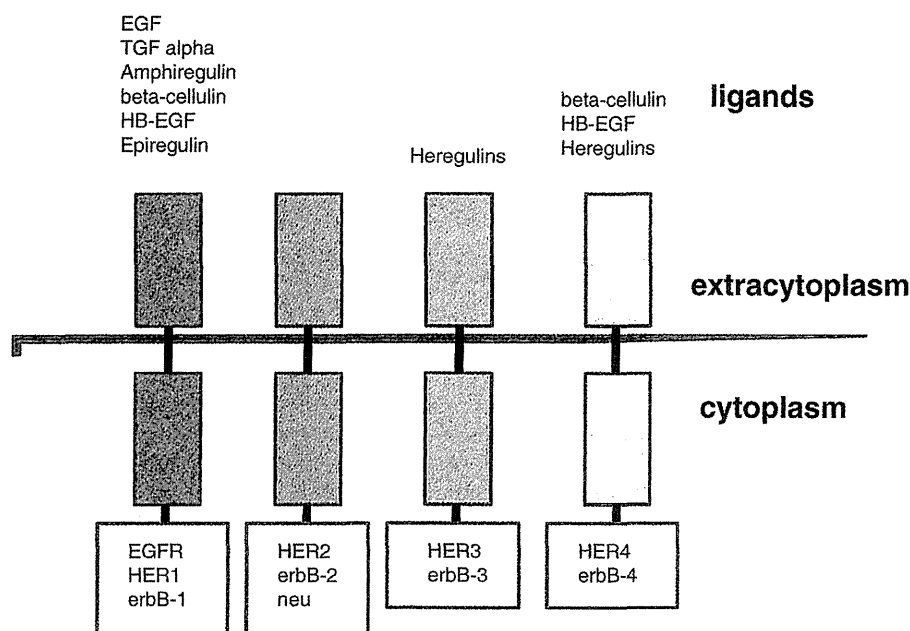 EGF
TGF alpha
Amphiregulin
beta-cellulin
HB-EGF
Epiregulin
Heregulins
beta-cellulin
HB-EGF
Heregulins
ligands
extracytoplasm
cytoplasm
EGFR
HER1
erbB-1
HER2
erbB-2
neu
HER3
erbB-3
HER4
erbB-4